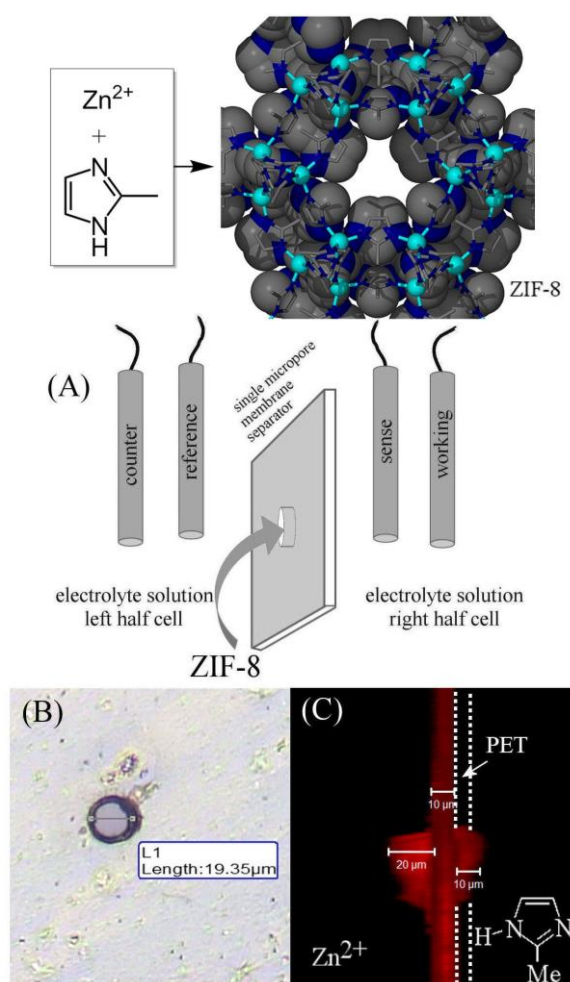 Zn2+
+
N
N
H
ZIF-8
(A)
counter
reference
single micropore
membrane
separator
sense
working
electrolyte solution
left half cell
electrolyte solution
right half cell
ZIF-8
(B)
L1
Length:19.35µm
(C)
PET
10 µm
20 µm
10 µm
Zn2+
H
N
N
Me